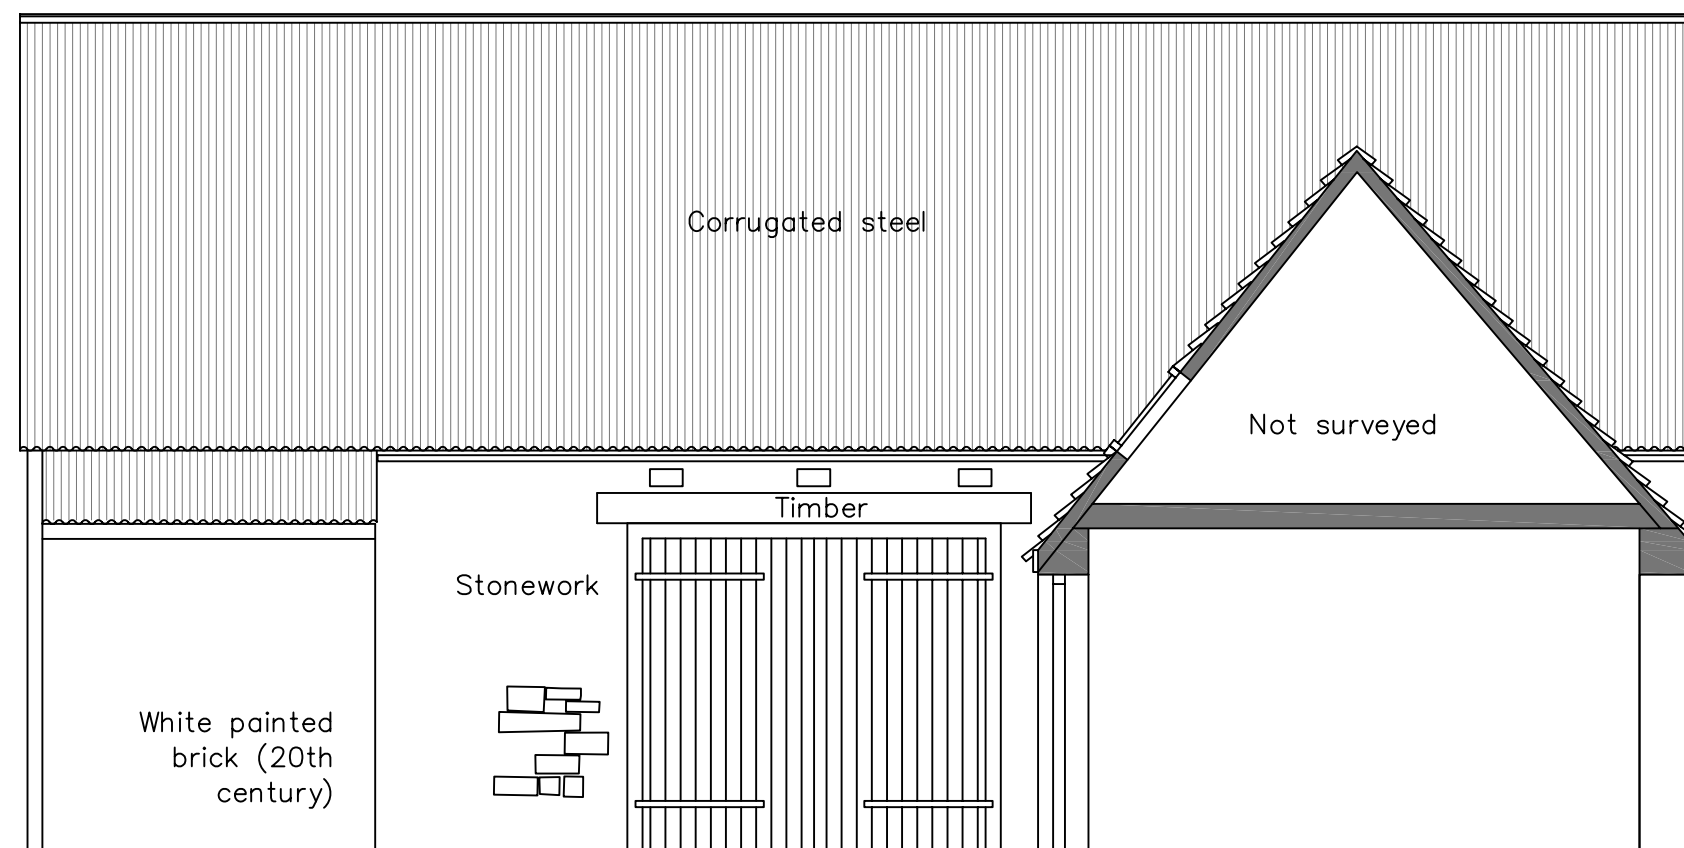 Corrugated steel
Not surveyed
Timber
Stonework
White painted
brick (20th
century)